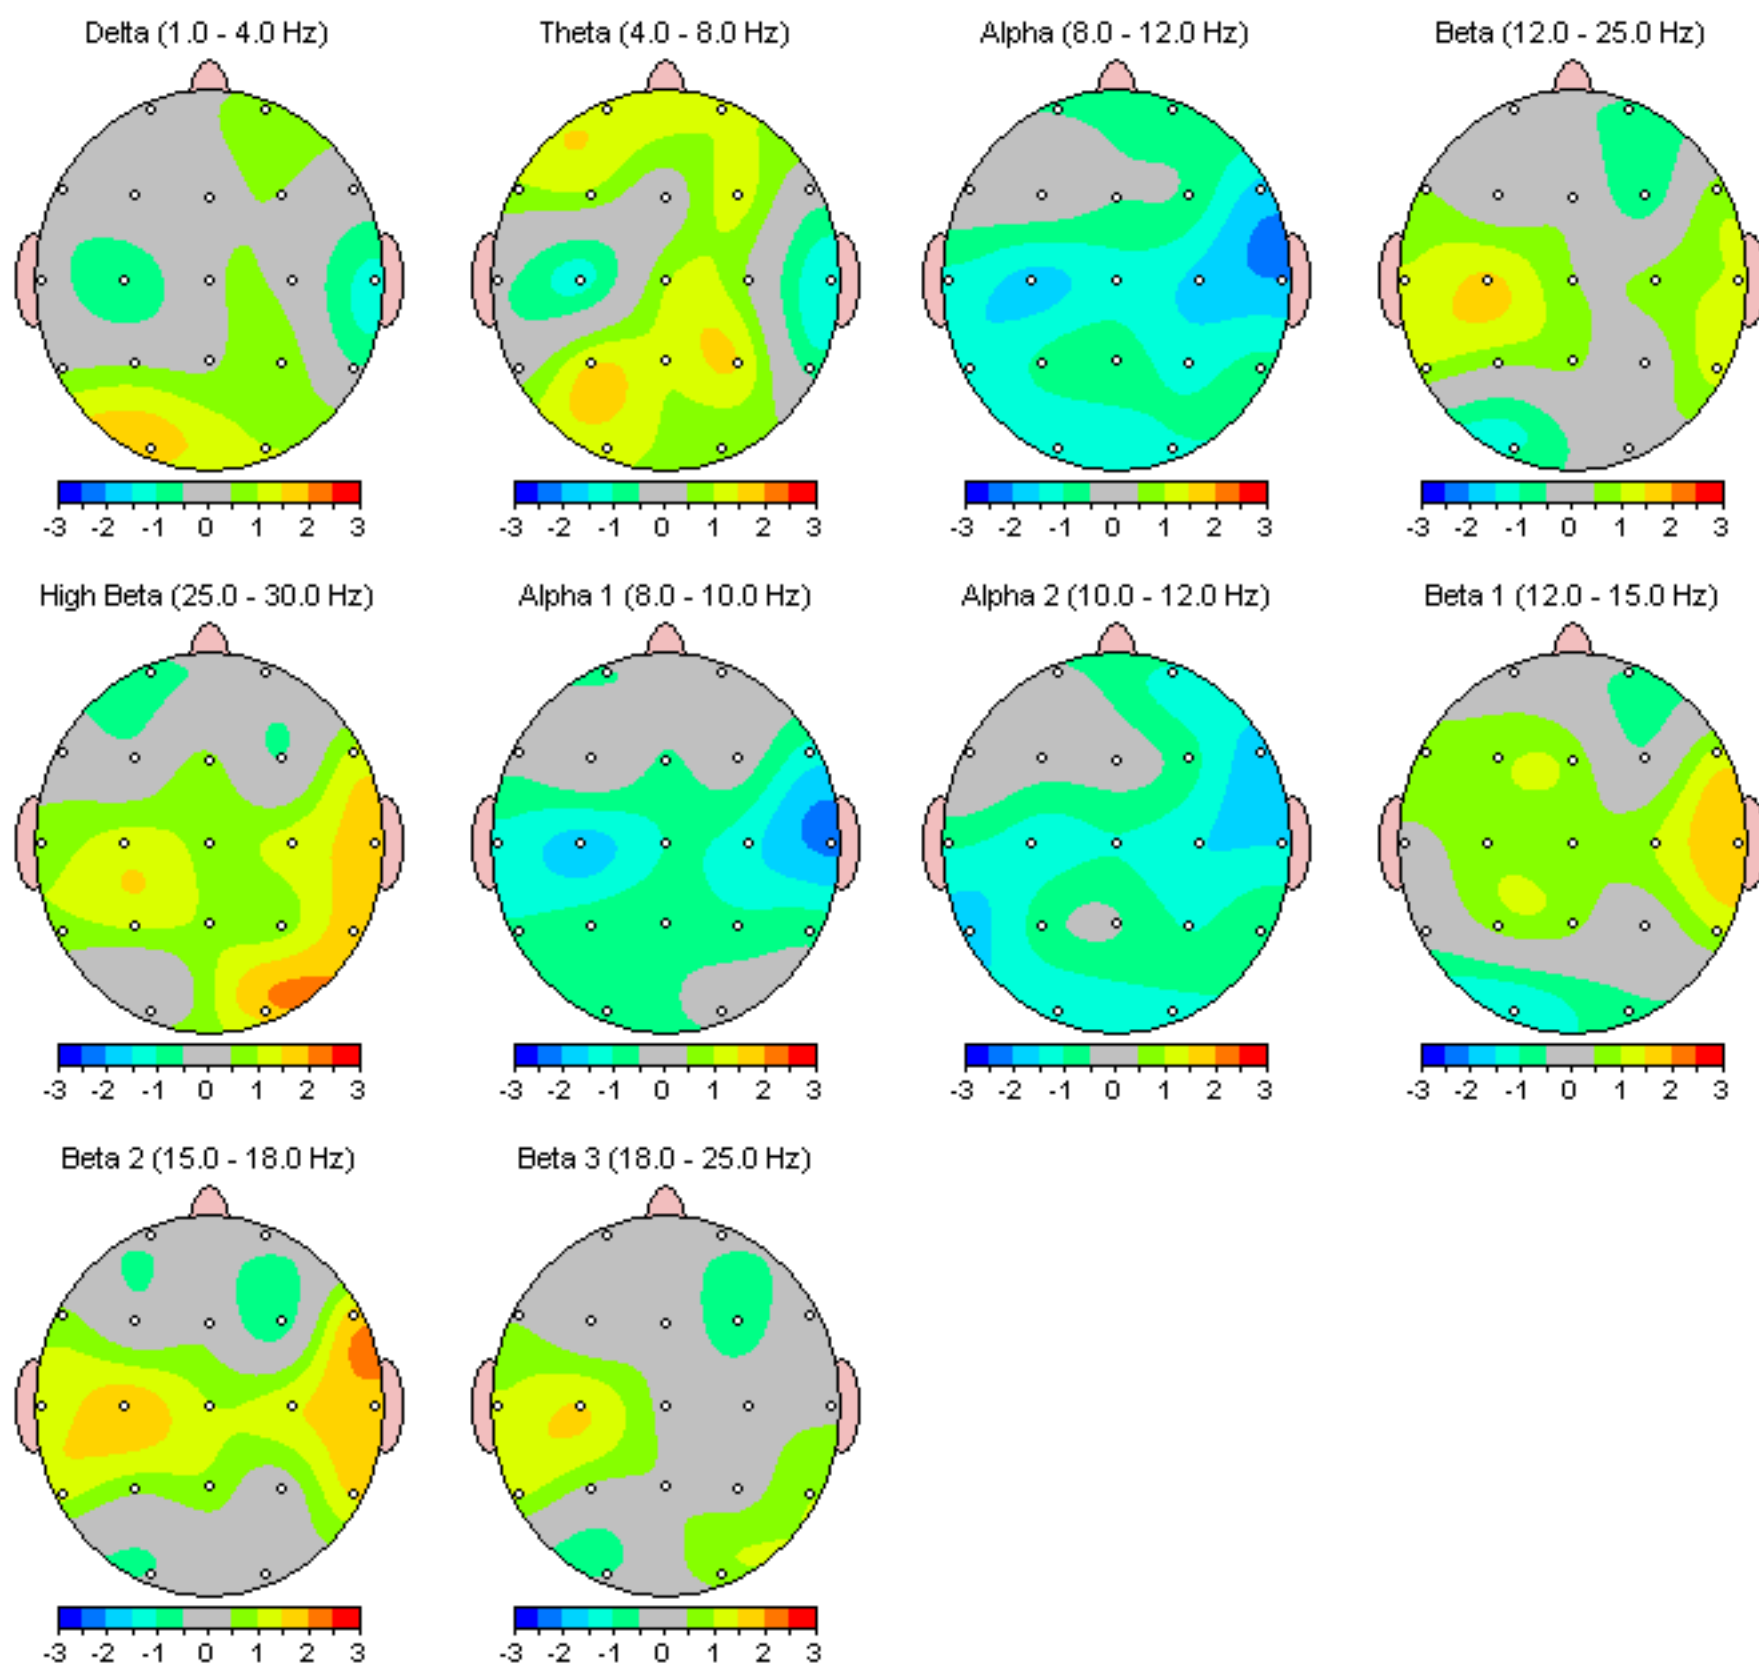 Delta (1.0 - 4.0 Hz) Theta (4.0 - 8.0 Hz) Alpha (8.0 - 12.0 Hz) Beta (12.0 - 25.0 Hz)
-3 -2 -1 0 1 2 3 -3 -2 -1 0 1 2 3 -3 -2 -1 0 1 2 3 -3 -2 -1 0 1 2 3
High Beta (25.0 - 30.0 Hz) Alpha 1 (8.0 - 10.0 Hz) Alpha 2 (10.0 - 12.0 Hz) Beta 1 (12.0 - 15.0 Hz)
-3 -2 -1 0 1 2 3 -3 -2 -1 0 1 2 3 -3 -2 -1 0 1 2 3 -3 -2 -1 0 1 2 3
Beta 2 (15.0 - 18.0 Hz) Beta 3 (18.0 - 25.0 Hz)
-3 -2 -1 0 1 2 3 -3 -2 -1 0 1 2 3